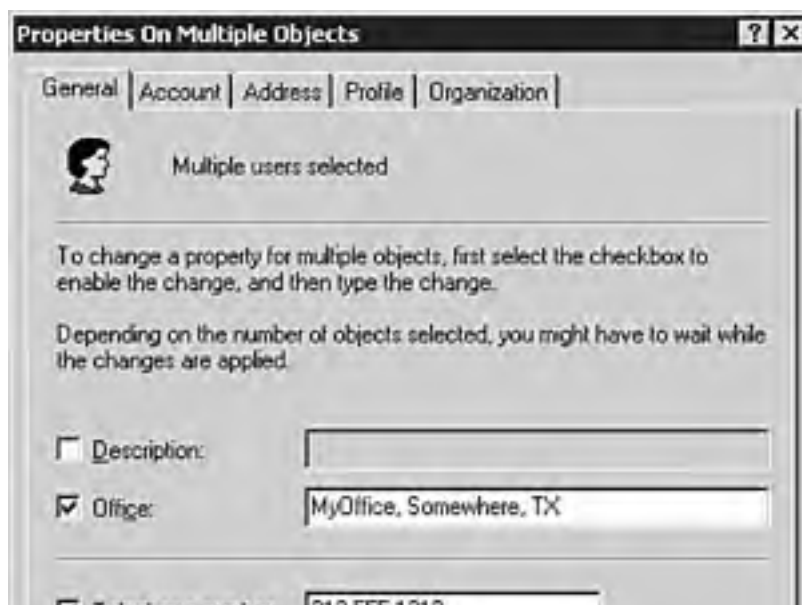 Properties On Multiple Objects
General Account Address Profile Organization
Multiple users selected
To change a property for multiple objects, first select the checkbox to
enable the change, and then type the change.
Depending on the number of objects selected, you might have to wait while
the changes are applied.
Description:
Office: MyOffice, Somewhere, TX